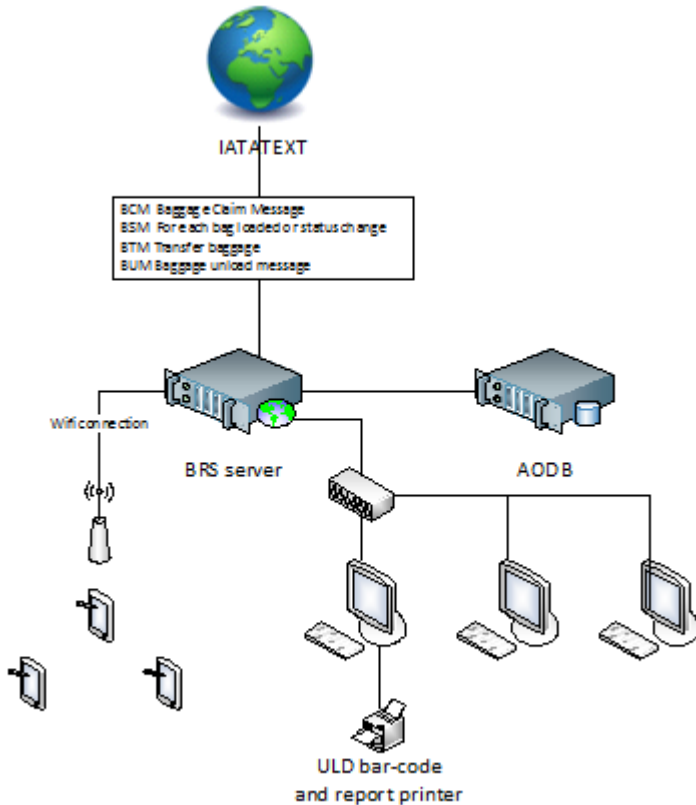 IATATEXT
BCM Baggage Claim Message
BSM For each bag loaded or status change
BTM Transfer baggage
BUM Baggage unload message
Wifi connection
BRS server
AODB
ULD bar-code
and report printer